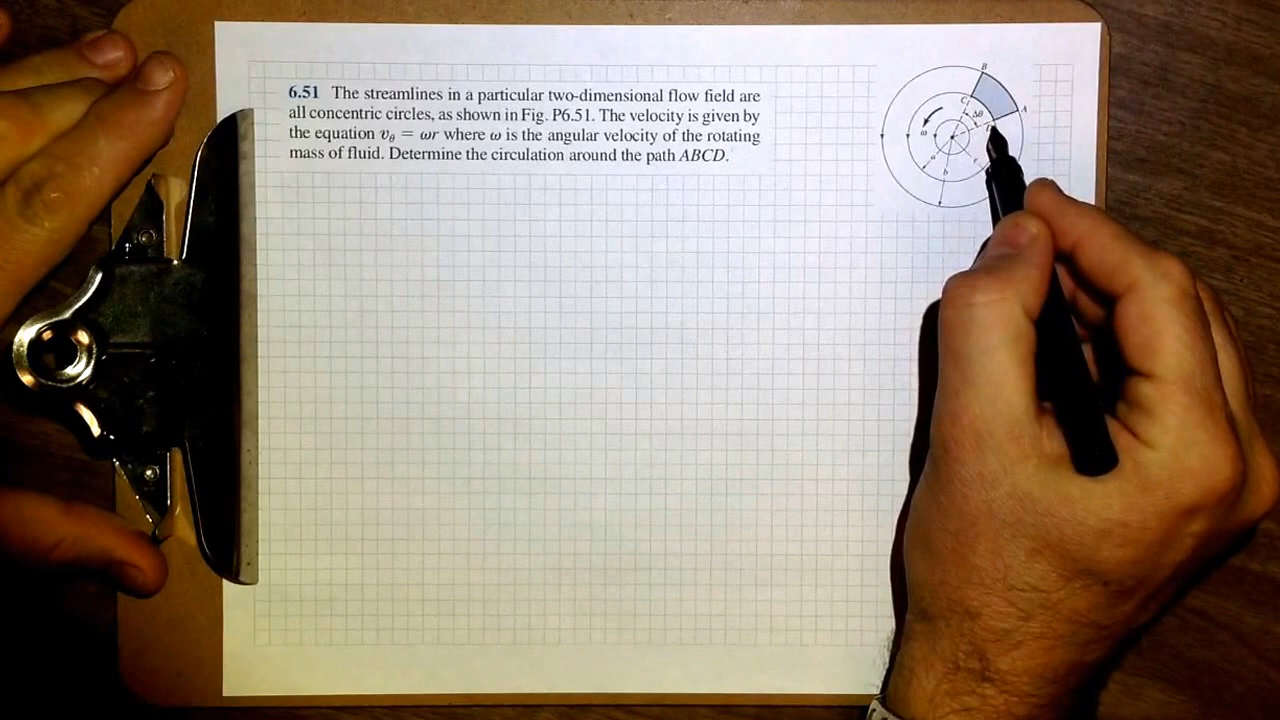 6.51 The streamlines in a particular two-dimensional flow field are
all concentric circles, as shown in Fig. P6.51. The velocity is given by
the equation vθ = ωr where ω is the angular velocity of the rotating
mass of fluid. Determine the circulation around the path ABCD.
B
C
A
Δθ
ω
a
r
b